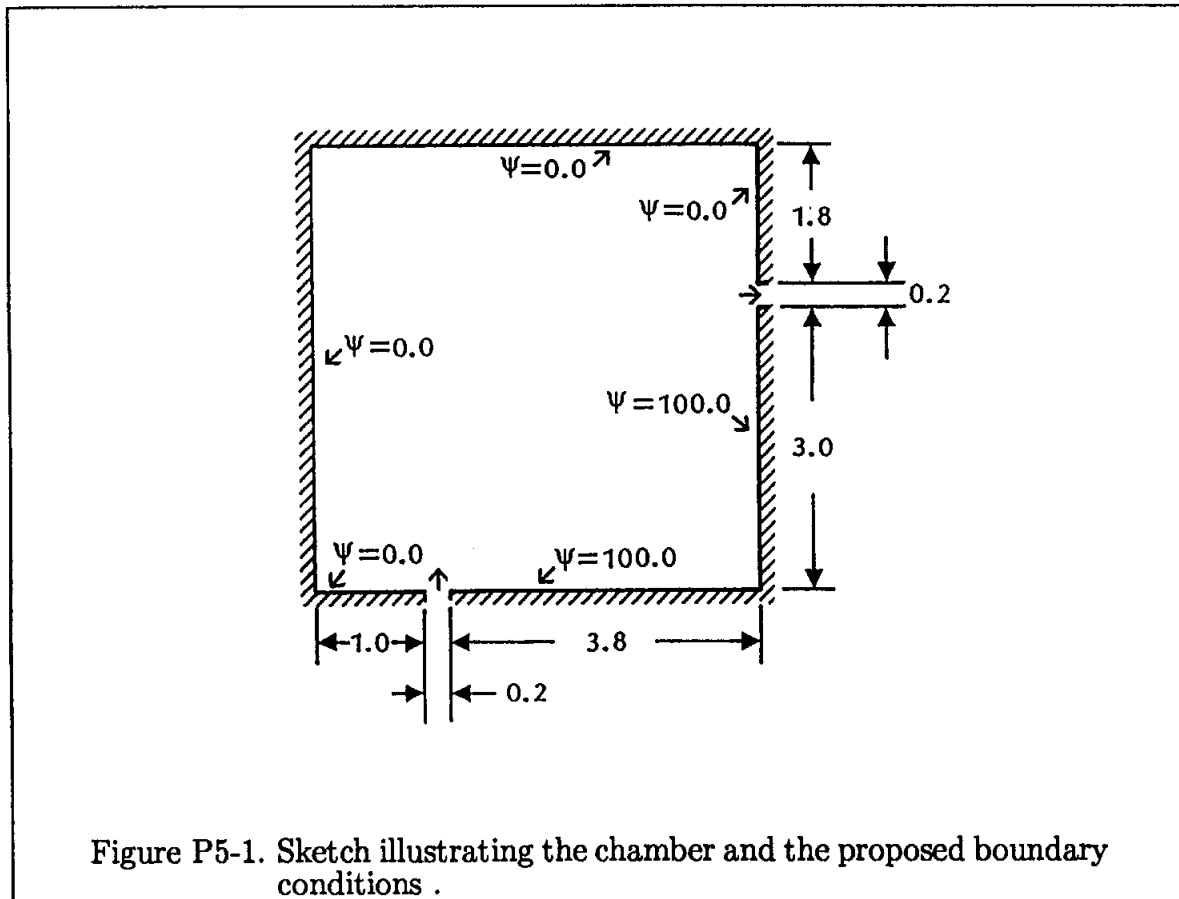 Ψ=0.0
Ψ=0.0
1.8
0.2
Ψ=0.0
Ψ=100.0
3.0
Ψ=0.0
Ψ=100.0
1.0
3.8
0.2
Figure P5-1. Sketch illustrating the chamber and the proposed boundary
conditions .